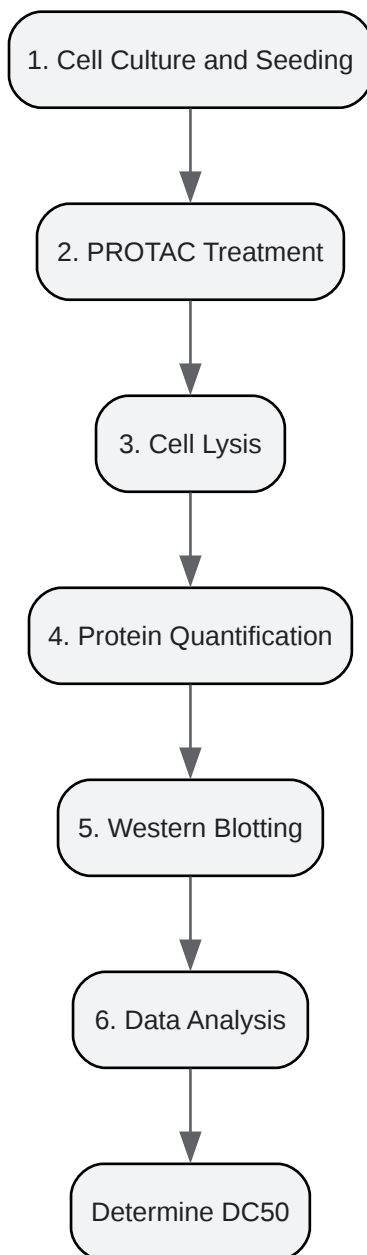 1. Cell Culture and Seeding
2. PROTAC Treatment
3. Cell Lysis
4. Protein Quantification
5. Western Blotting
6. Data Analysis
Determine DC50